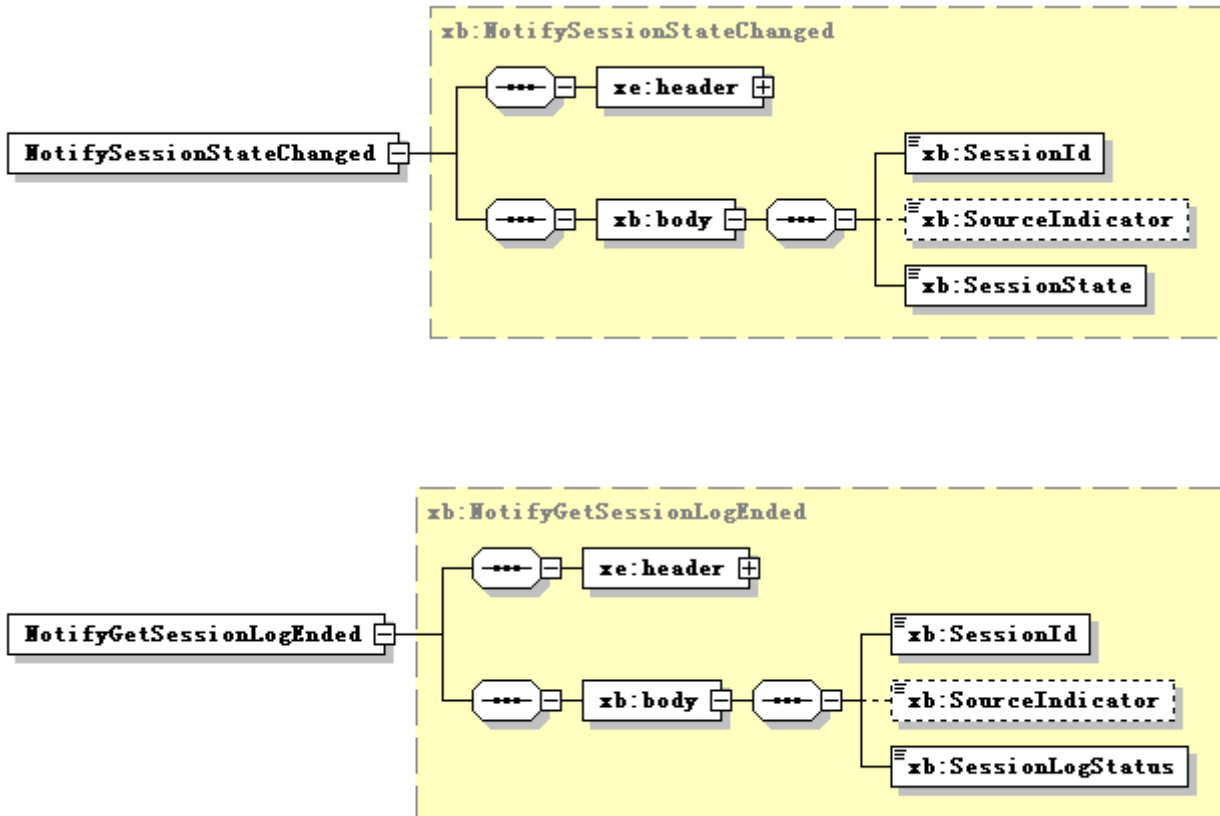 xb:NotifySessionStateChanged
xe:header
NotifySessionStateChanged
xb:SessionId
xb:body
xb:SourceIndicator
xb:SessionState
xb:NotifyGetSessionLogEnded
xe:header
NotifyGetSessionLogEnded
xb:SessionId
xb:body
xb:SourceIndicator
xb:SessionLogStatus